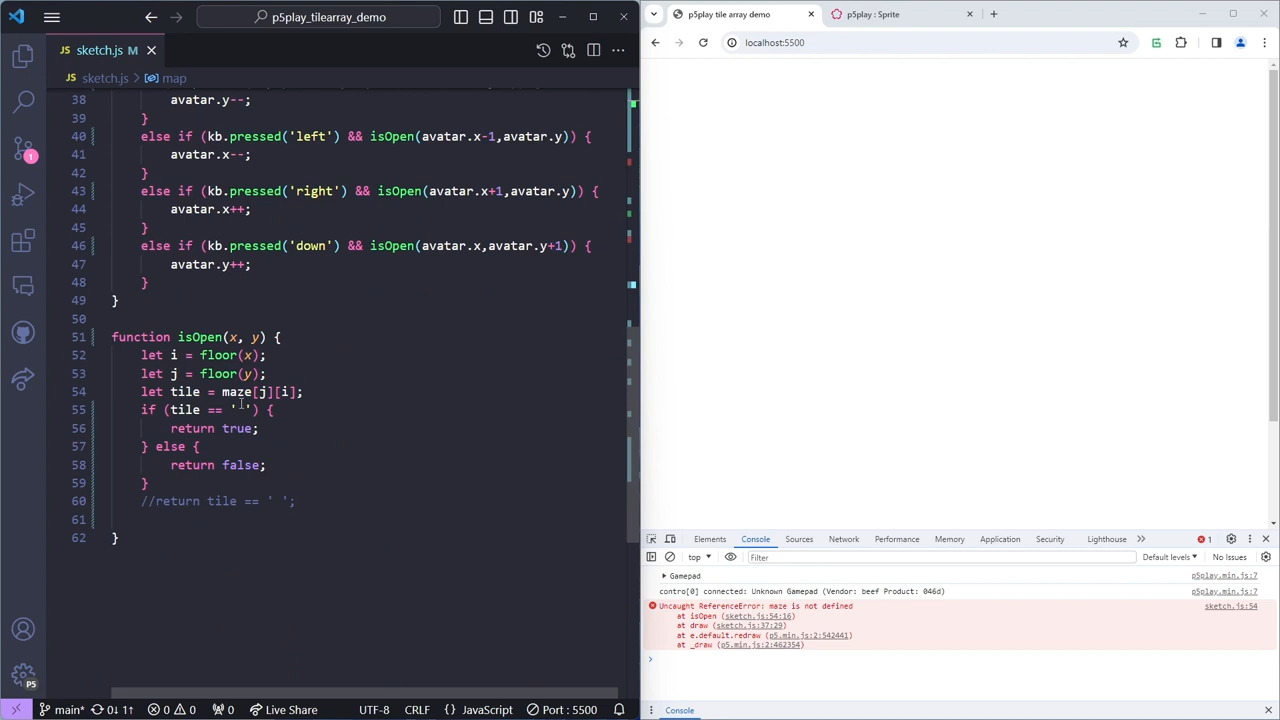 p5play_tilearray_demo
JS sketch.js M
JS sketch.js map
38 avatar.y--;
39 }
40 else if (kb.pressed('left') && isOpen(avatar.x-1,avatar.y)) {
41 avatar.x--;
42 }
43 else if (kb.pressed('right') && isOpen(avatar.x+1,avatar.y)) {
44 avatar.x++;
45 }
46 else if (kb.pressed('down') && isOpen(avatar.x,avatar.y+1)) {
47 avatar.y++;
48 }
49 }
50
51 function isOpen(x, y) {
52 let i = floor(x);
53 let j = floor(y);
54 let tile = maze[j][i];
55 if (tile == ' ') {
56 return true;
57 } else {
58 return false;
59 }
60 //return tile == ' ';
61
62 }
1
P5
main* 0↓ 1↑ 0 0 Live Share UTF-8 CRLF {} JavaScript Port : 5500
p5play tile array demo p5play : Sprite
localhost:5500
Elements Console Sources Network Performance Memory Application Security Lighthouse 1
top Filter Default levels No Issues
Gamepad p5play.min.js:7
contro[0] connected: Unknown Gamepad (Vendor: beef Product: 046d) p5play.min.js:7
Uncaught ReferenceError: maze is not defined sketch.js:54
at isOpen (sketch.js:54:16)
at draw (sketch.js:37:29)
at e.default.redraw (p5.min.js:2:542441)
at _draw (p5.min.js:2:462354)
Console